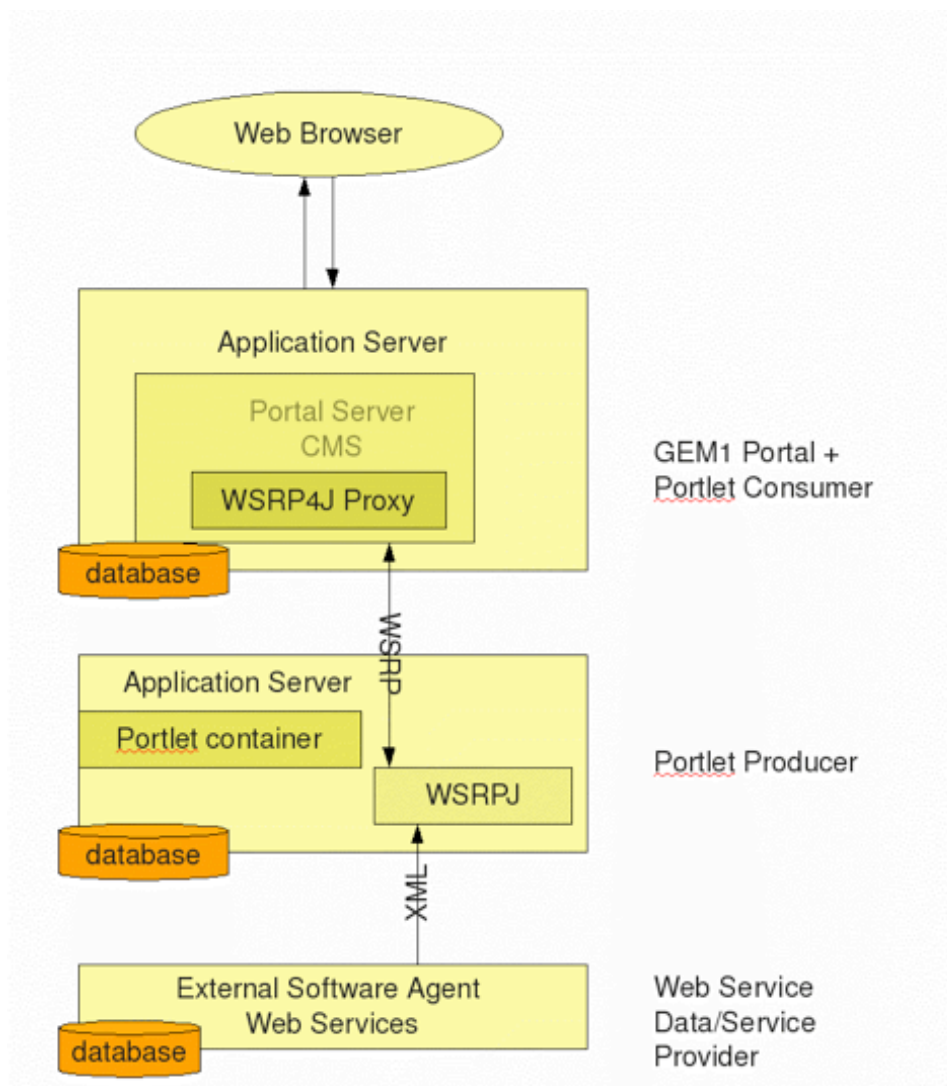 Web Browser
Application Server
Portal Server
CMS
WSRP4J Proxy
GEM1 Portal +
Portlet Consumer
database
WSRP
Application Server
Portlet container
Portlet Producer
WSRPJ
database
XML
External Software Agent
Web Services
Web Service
Data/Service
Provider
database